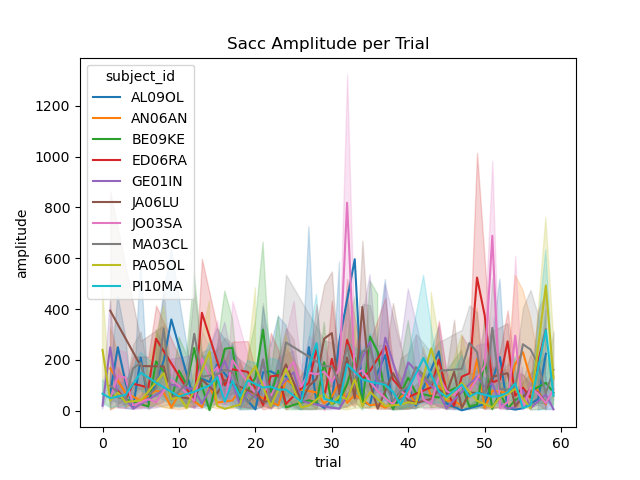 Sacc Amplitude per Trial
subject_id
AL09OL
AN06AN
BE09KE
ED06RA
GE01IN
JA06LU
JO03SA
MA03CL
PA05OL
PI10MA
amplitude
1200
1000
800
600
400
200
0
0 10 20 30 40 50 60
trial